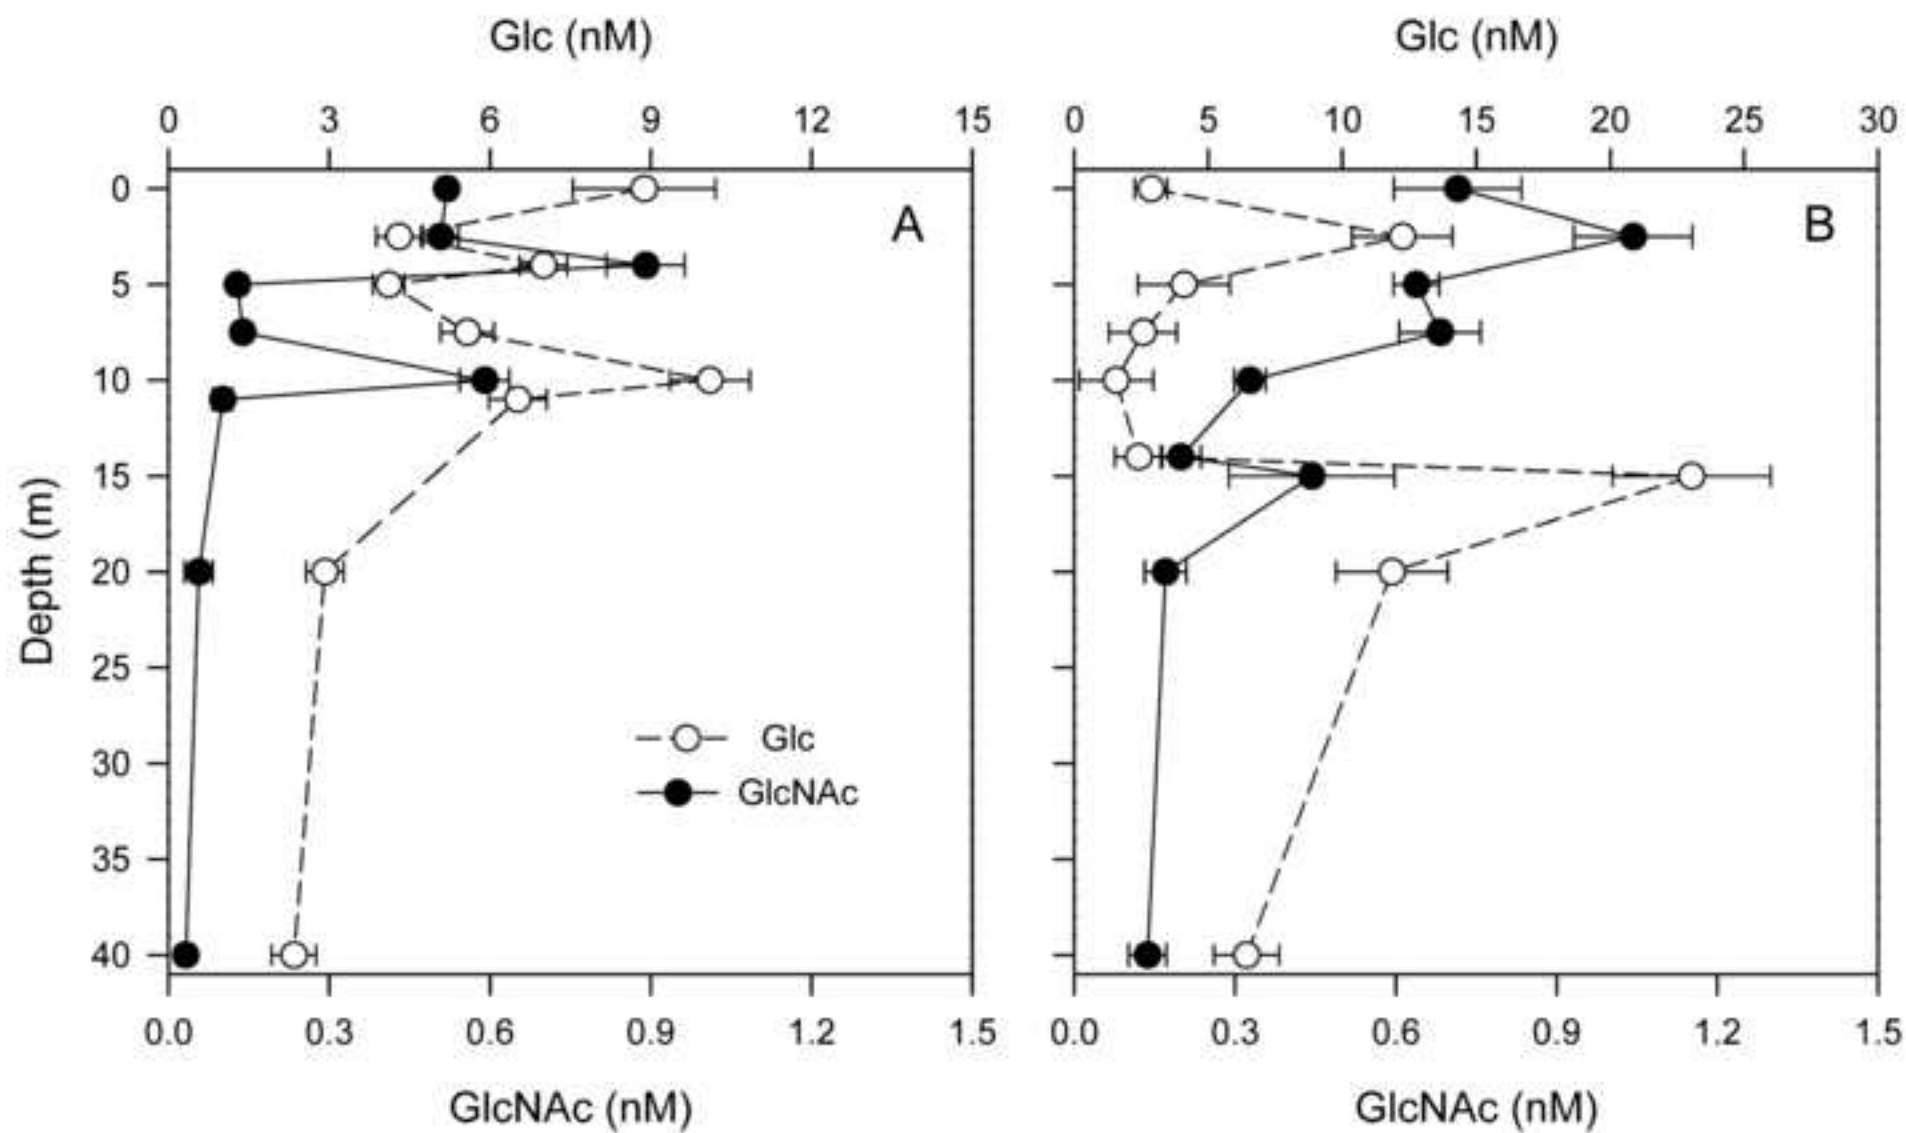 Glc (nM)
Glc (nM)
0 3 6 9 12 15
0 5 10 15 20 25 30
A
B
0
5
10
15
20
25
30
35
40
Depth (m)
Glc
GlcNAc
0.0 0.3 0.6 0.9 1.2 1.5
0.0 0.3 0.6 0.9 1.2 1.5
GlcNAc (nM)
GlcNAc (nM)